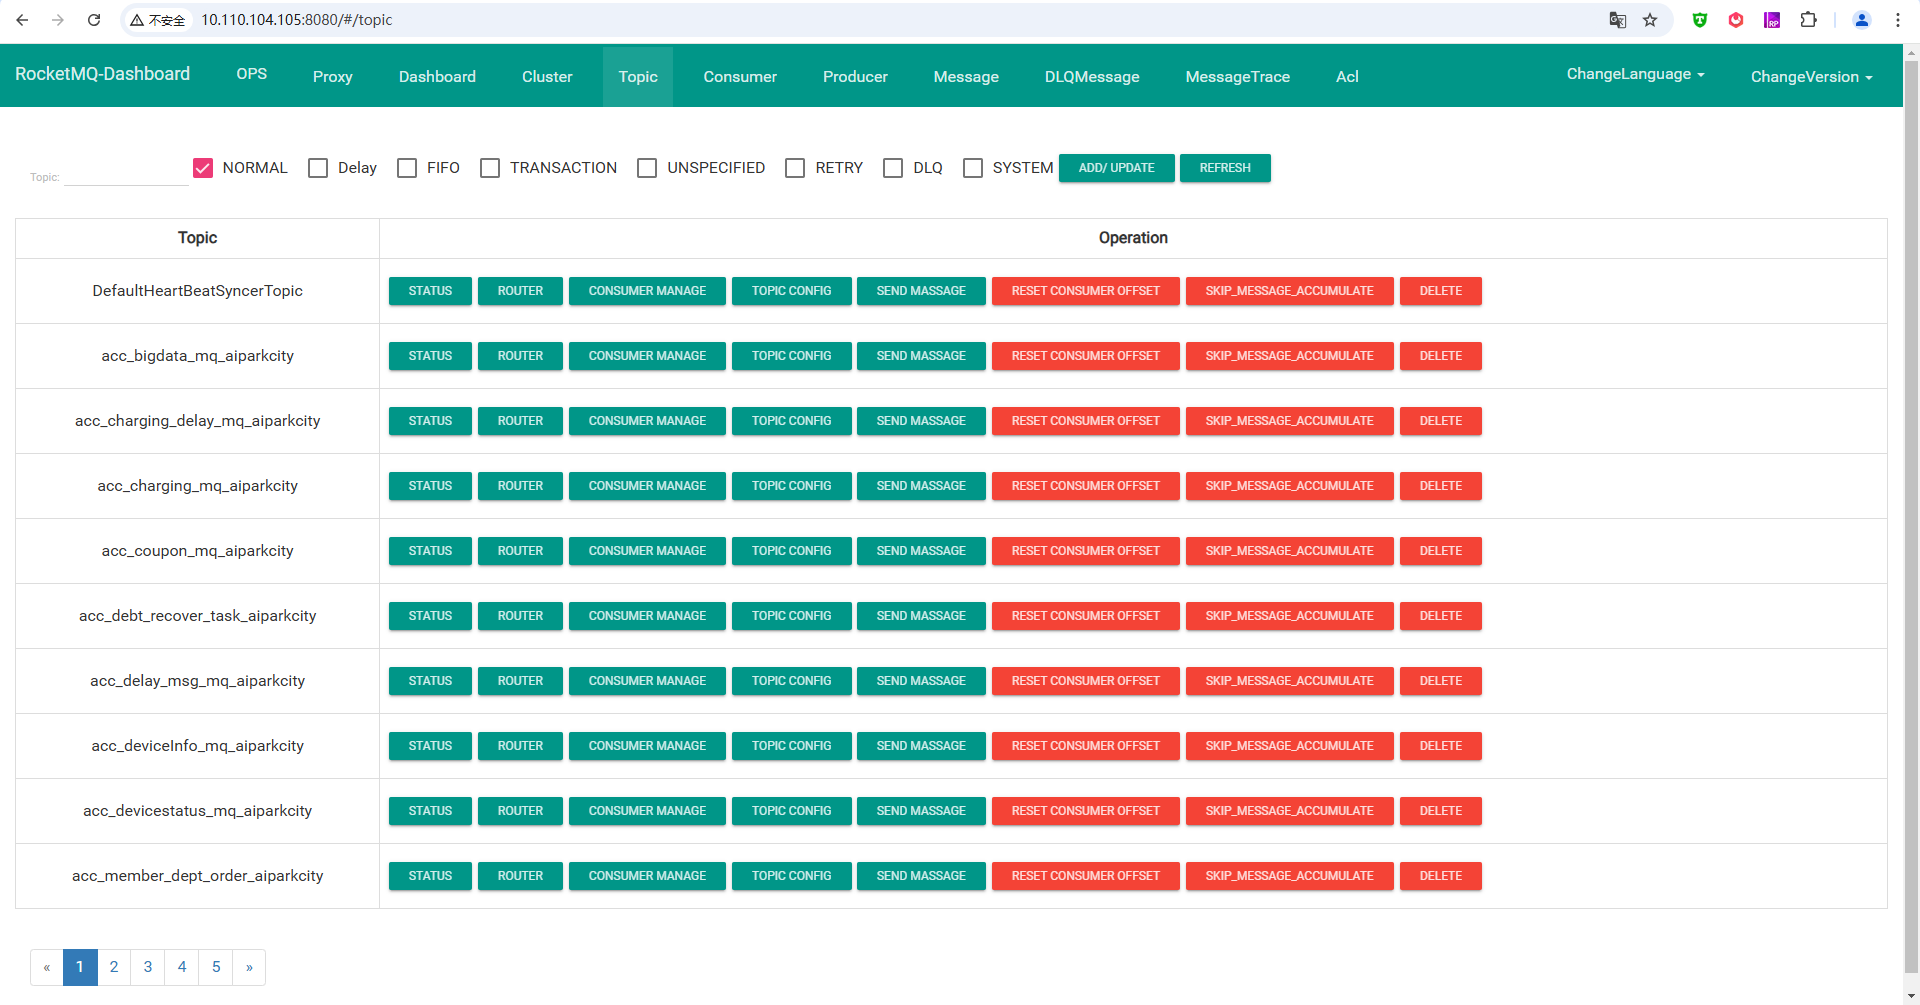 不安全 10.110.104.105:8080/#/topic
RocketMQ-Dashboard OPS Proxy Dashboard Cluster Topic Consumer Producer Message DLQMessage MessageTrace Acl ChangeLanguage ChangeVersion
Topic: NORMAL Delay FIFO TRANSACTION UNSPECIFIED RETRY DLQ SYSTEM ADD/ UPDATE REFRESH
Topic Operation
DefaultHeartBeatSyncerTopic STATUS ROUTER CONSUMER MANAGE TOPIC CONFIG SEND MASSAGE RESET CONSUMER OFFSET SKIP_MESSAGE_ACCUMULATE DELETE
acc_bigdata_mq_aiparkcity STATUS ROUTER CONSUMER MANAGE TOPIC CONFIG SEND MASSAGE RESET CONSUMER OFFSET SKIP_MESSAGE_ACCUMULATE DELETE
acc_charging_delay_mq_aiparkcity STATUS ROUTER CONSUMER MANAGE TOPIC CONFIG SEND MASSAGE RESET CONSUMER OFFSET SKIP_MESSAGE_ACCUMULATE DELETE
acc_charging_mq_aiparkcity STATUS ROUTER CONSUMER MANAGE TOPIC CONFIG SEND MASSAGE RESET CONSUMER OFFSET SKIP_MESSAGE_ACCUMULATE DELETE
acc_coupon_mq_aiparkcity STATUS ROUTER CONSUMER MANAGE TOPIC CONFIG SEND MASSAGE RESET CONSUMER OFFSET SKIP_MESSAGE_ACCUMULATE DELETE
acc_debt_recover_task_aiparkcity STATUS ROUTER CONSUMER MANAGE TOPIC CONFIG SEND MASSAGE RESET CONSUMER OFFSET SKIP_MESSAGE_ACCUMULATE DELETE
acc_delay_msg_mq_aiparkcity STATUS ROUTER CONSUMER MANAGE TOPIC CONFIG SEND MASSAGE RESET CONSUMER OFFSET SKIP_MESSAGE_ACCUMULATE DELETE
acc_deviceInfo_mq_aiparkcity STATUS ROUTER CONSUMER MANAGE TOPIC CONFIG SEND MASSAGE RESET CONSUMER OFFSET SKIP_MESSAGE_ACCUMULATE DELETE
acc_devicestatus_mq_aiparkcity STATUS ROUTER CONSUMER MANAGE TOPIC CONFIG SEND MASSAGE RESET CONSUMER OFFSET SKIP_MESSAGE_ACCUMULATE DELETE
acc_member_dept_order_aiparkcity STATUS ROUTER CONSUMER MANAGE TOPIC CONFIG SEND MASSAGE RESET CONSUMER OFFSET SKIP_MESSAGE_ACCUMULATE DELETE
« 1 2 3 4 5 »